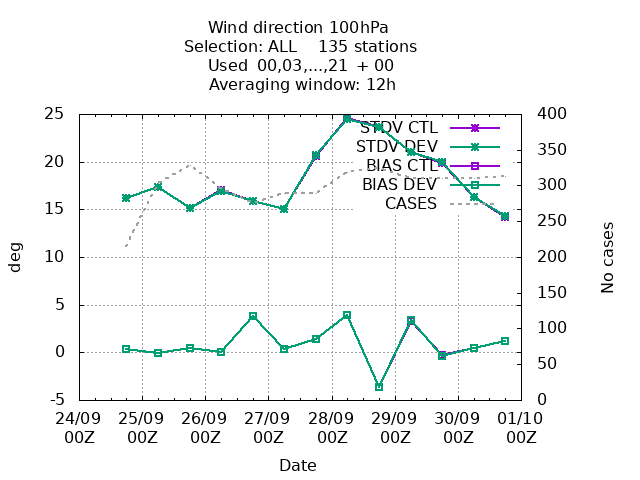 Wind direction 100hPa
Selection: ALL    135 stations
Used  00,03,...,21  + 00
Averaging window: 12h
25
20
15
10
5
0
-5
deg
400
350
300
250
200
150
100
50
0
No cases
STDV CTL
STDV DEV
BIAS CTL
BIAS DEV
CASES
24/09 25/09 26/09 27/09 28/09 29/09 30/09 01/10
00Z 00Z 00Z 00Z 00Z 00Z 00Z 00Z
Date